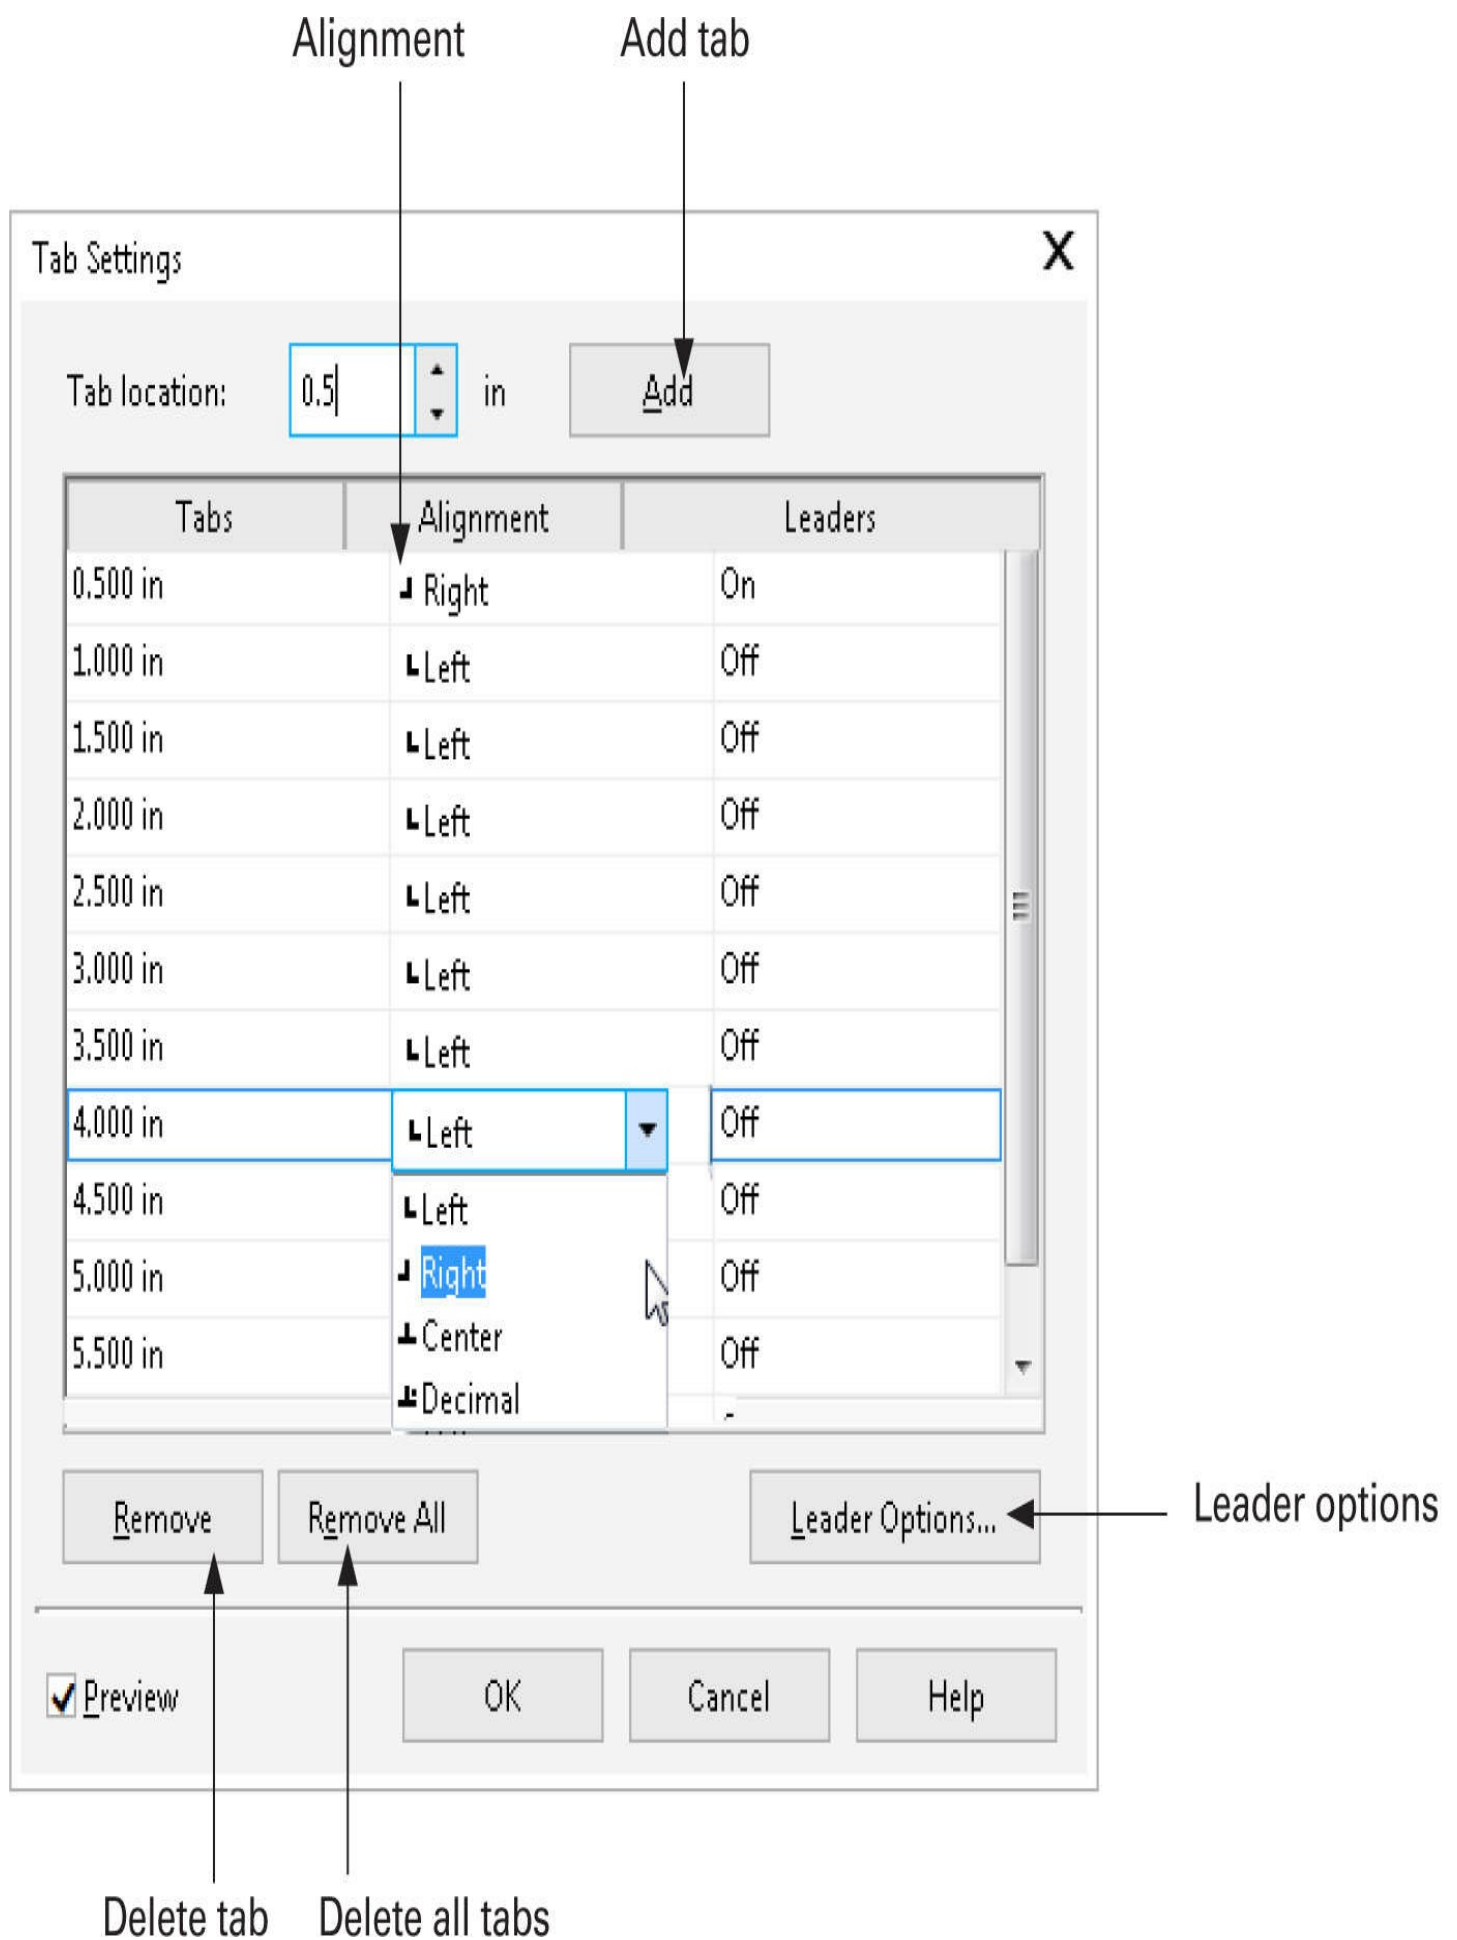 Alignment Add tab
Tab Settings X
Tab location: 0.5 in Add
Tabs Alignment Leaders
0.500 in Right On
1.000 in Left Off
1.500 in Left Off
2.000 in Left Off
2.500 in Left Off
3.000 in Left Off
3.500 in Left Off
4.000 in Left Off
4.500 in Left Off
5.000 in Right Off
5.500 in Center Off
Decimal
Remove Remove All Leader Options... Leader options
Preview OK Cancel Help
Delete tab Delete all tabs